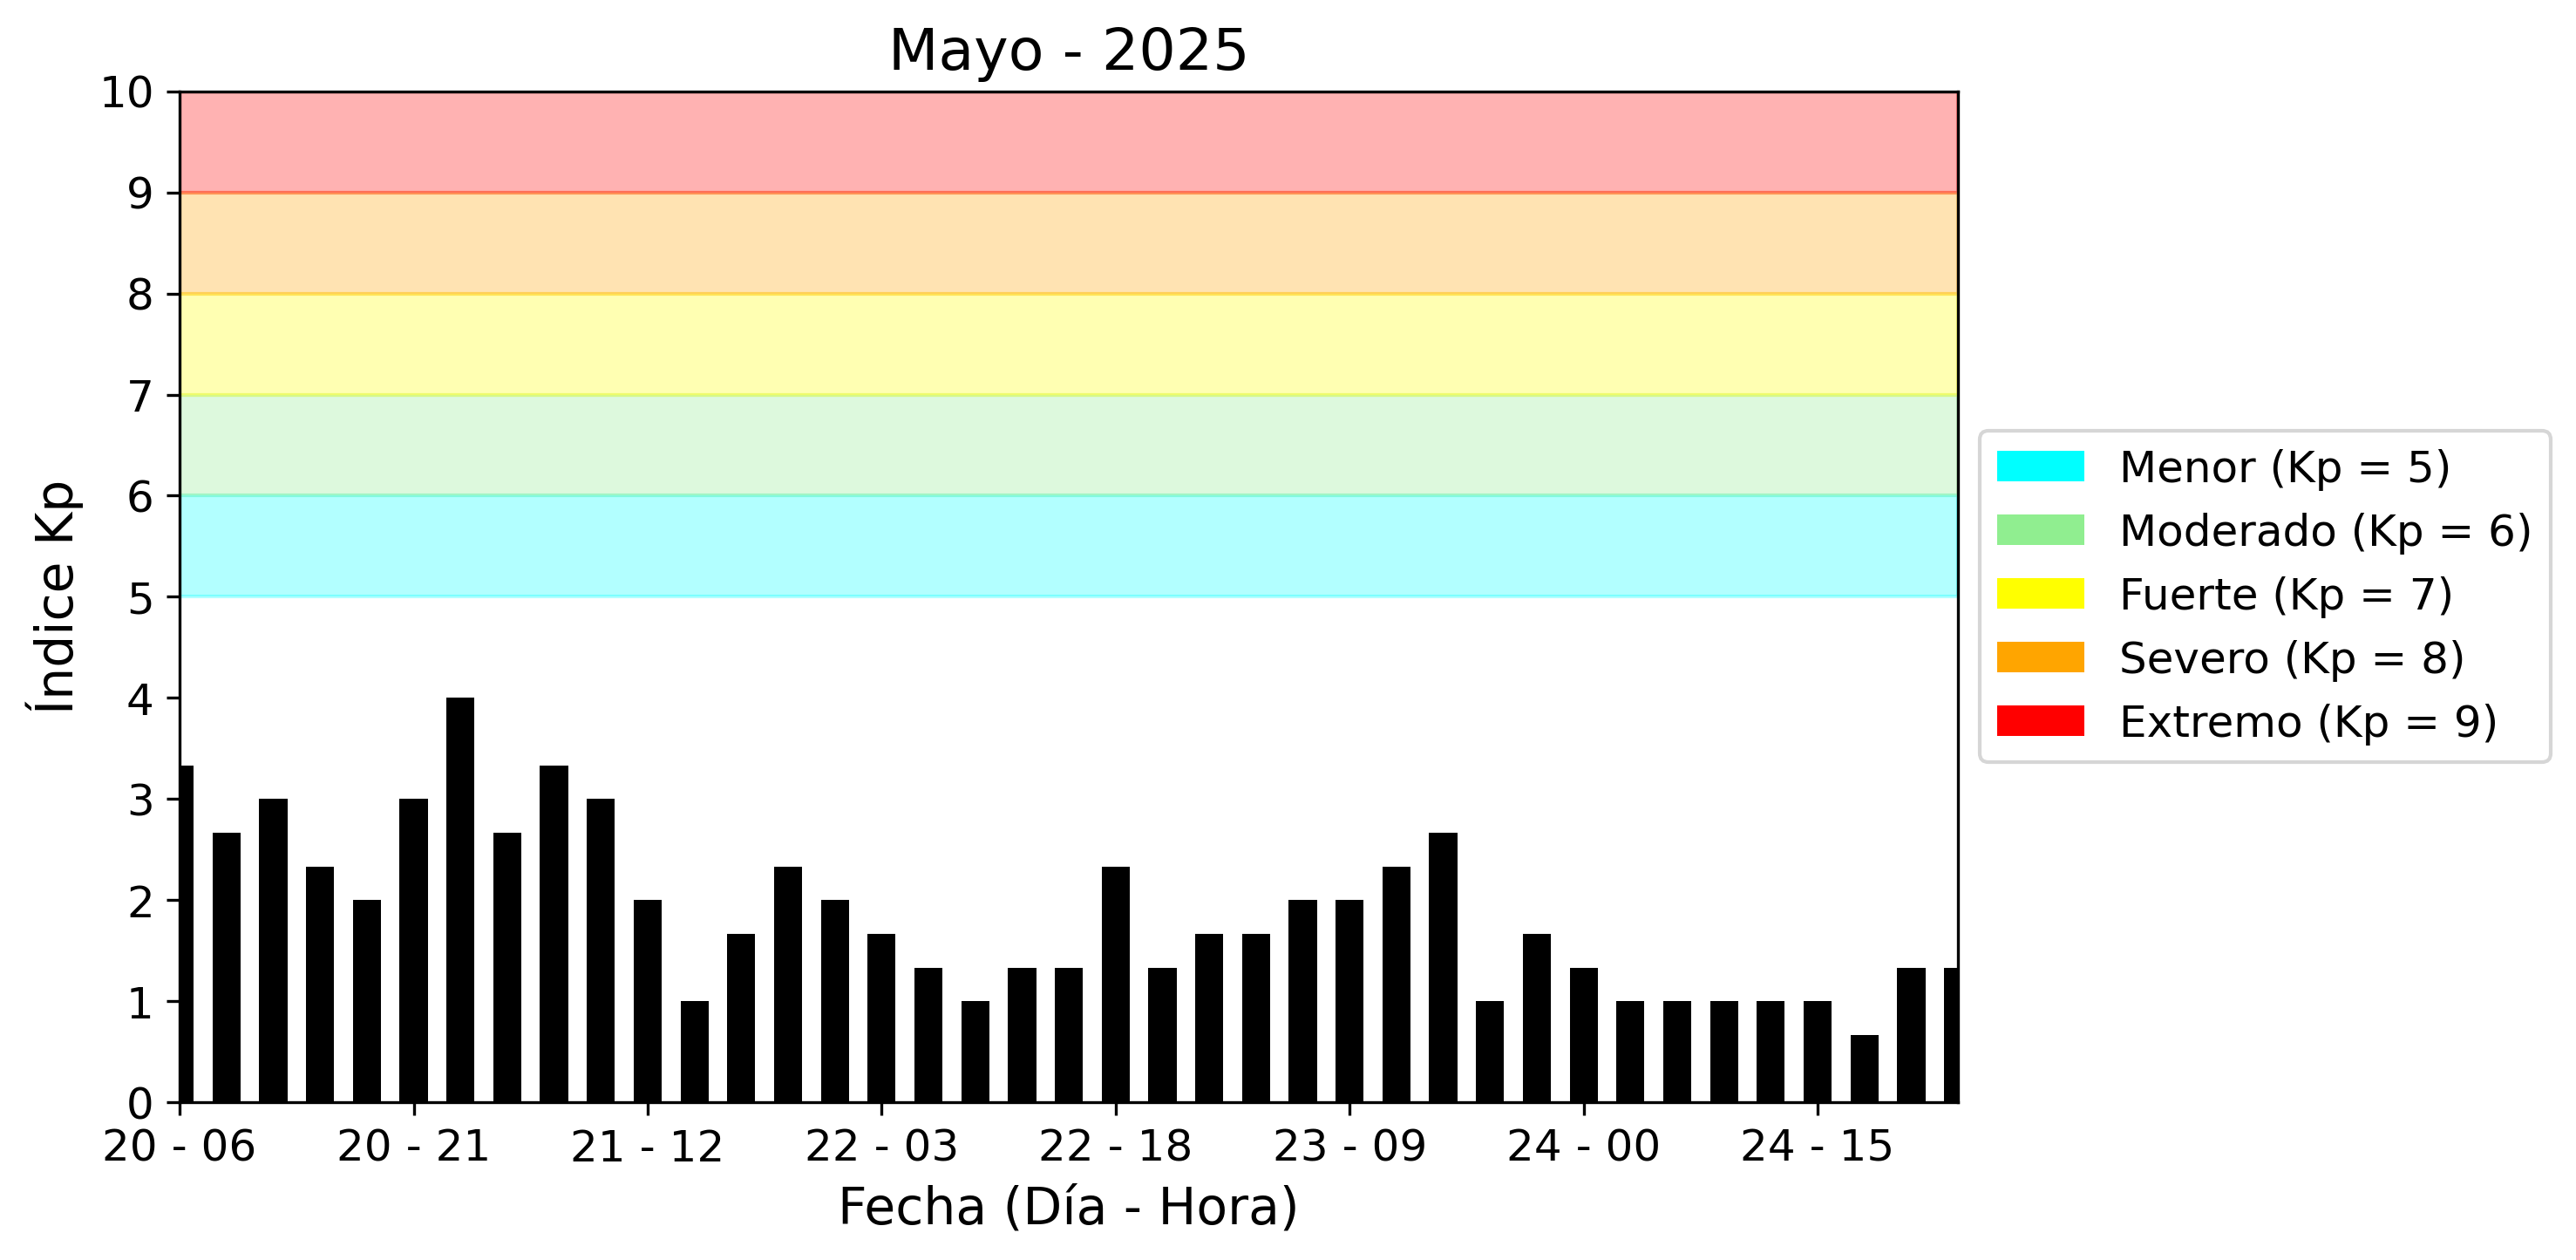 Mayo - 2025
10
9
8
7
6
5
4
3
2
1
0
Índice Kp
20 - 06
20 - 21
21 - 12
22 - 03
22 - 18
23 - 09
24 - 00
24 - 15
Fecha (Día - Hora)
Menor (Kp = 5)
Moderado (Kp = 6)
Fuerte (Kp = 7)
Severo (Kp = 8)
Extremo (Kp = 9)